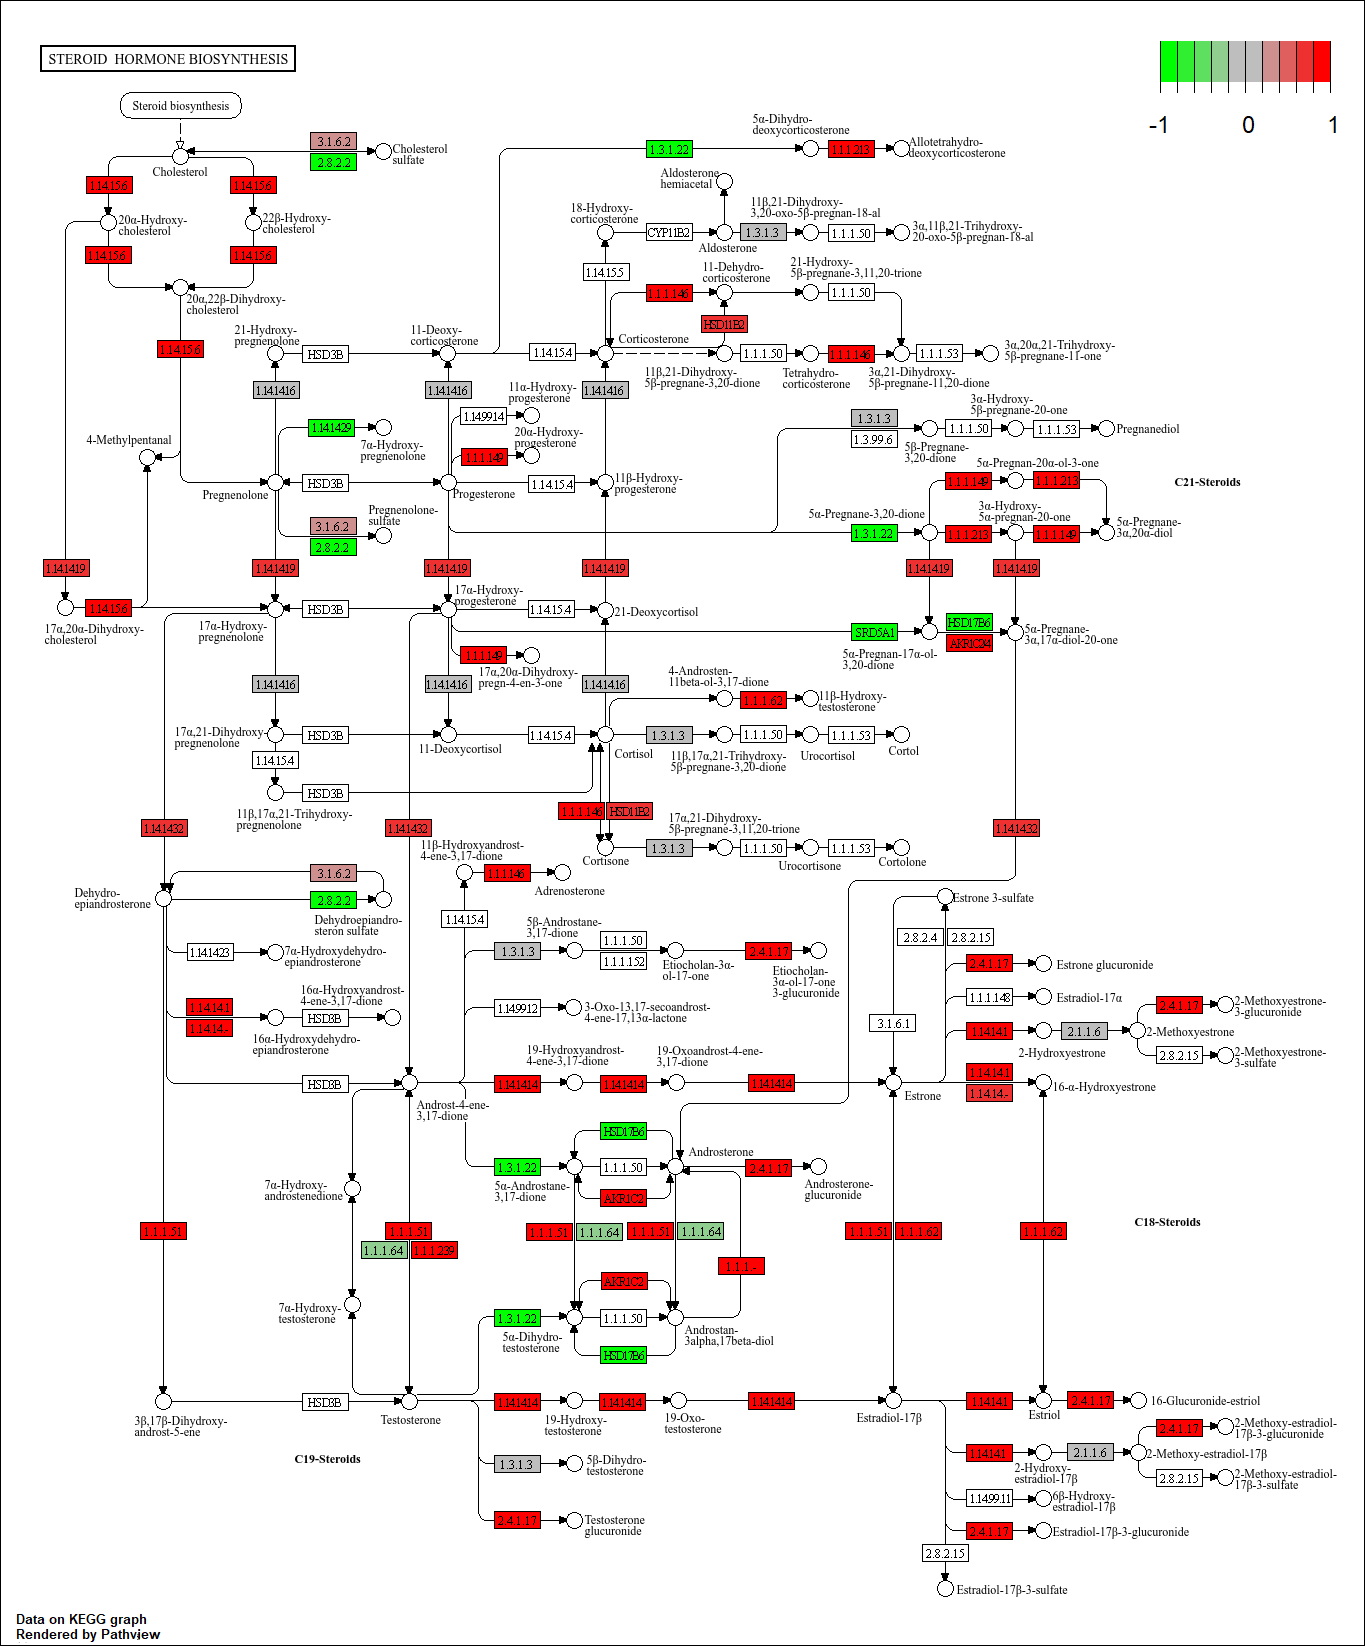 STEROID HORMONE BIOSYNTHESIS
-1
0
1
Steroid biosynthesis
Cholesterol
3.1.6.2
2.8.2.2
Cholesterol
sulfate
1.14.15.6
1.14.15.6
20α-Hydroxy-
cholesterol
22β-Hydroxy-
cholesterol
1.14.15.6
1.14.15.6
20α,22β-Dihydroxy-
cholesterol
1.14.15.6
4-Methylpentanal
1.3.1.22
5α-Dihydro-
deoxycorticosterone
1.1.1.213
Allotetrahydro-
deoxycorticosterone
Aldosterone
hemiacetal
18-Hydroxy-
corticosterone
CYP11B2
Aldosterone
11β,21-Dihydroxy-
3,20-oxo-5β-pregnan-18-al
1.3.1.3
1.1.1.50
3α,11β,21-Trihydroxy-
20-oxo-5β-pregnan-18-al
1.14.15.5
11-Dehydro-
corticosterone
21-Hydroxy-
5β-pregnane-3,11,20-trione
1.1.1.146
1.1.1.50
HSD11B2
21-Hydroxy-
pregnenolone
HSD3B
11-Deoxy-
corticosterone
1.14.15.4
Corticosterone
11β,21-Dihydroxy-
5β-pregnane-3,20-dione
1.1.1.50
Tetrahydro-
corticosterone
1.1.1.146
3α,21-Dihydroxy-
5β-pregnane-11,20-dione
1.1.1.53
3α,20α,21-Trihydroxy-
5β-pregnane-11-one
1.14.14.16
1.14.14.16
1.14.14.16
11α-Hydroxy-
progesterone
1.14.99.14
20α-Hydroxy-
progesterone
1.1.1.149
1.14.14.29
7α-Hydroxy-
pregnenolone
1.3.1.3
1.3.99.6
5β-Pregnane-
3,20-dione
1.1.1.50
3α-Hydroxy-
5β-pregnane-20-one
1.1.1.53
Pregnanediol
Pregnenolone
HSD3B
Progesterone
1.14.15.4
11β-Hydroxy-
progesterone
5α-Pregnan-20α-ol-3-one
1.1.1.149
1.1.1.213
C21-Steroids
3.1.6.2
2.8.2.2
Pregnenolone-
sulfate
5α-Pregnane-3,20-dione
1.3.1.22
1.1.1.213
3α-Hydroxy-
5α-pregnan-20-one
1.1.1.149
5α-Pregnane-
3α,20α-diol
1.14.14.19
1.14.14.19
1.14.14.19
1.14.14.19
1.14.14.19
1.14.14.19
17α,20α-Dihydroxy-
cholesterol
1.14.15.6
17α-Hydroxy-
pregnenolone
HSD3B
17α-Hydroxy-
progesterone
1.14.15.4
21-Deoxycortisol
SRD5A1
5α-Pregnan-17α-ol-
3,20-dione
HSD17B6
AKR1C24
5α-Pregnane-
3α,17α-diol-20-one
1.1.1.149
17α,20α-Dihydroxy-
pregn-4-en-3-one
1.14.14.16
1.14.14.16
1.14.14.16
4-Androsten-
11beta-ol-3,17-dione
1.1.1.62
11β-Hydroxy-
testosterone
17α,21-Dihydroxy-
pregnenolone
HSD3B
11-Deoxycortisol
1.14.15.4
Cortisol
1.3.1.3
11β,17α,21-Trihydroxy-
5β-pregnane-3,20-dione
1.1.1.50
Urocortisol
1.1.1.53
Cortol
1.14.15.4
HSD3B
11β,17α,21-Trihydroxy-
pregnenolone
1.1.1.146
HSD11B2
17α,21-Dihydroxy-
5β-pregnane-3,11,20-trione
Cortisone
1.3.1.3
1.1.1.50
Urocortisone
1.1.1.53
Cortolone
1.14.14.32
1.14.14.32
1.14.14.32
11β-Hydroxyandrost-
4-ene-3,17-dione
1.1.1.146
Adrenosterone
Dehydro-
epiandrosterone
3.1.6.2
2.8.2.2
Dehydroepiandro-
steron sulfate
1.14.15.4
Estrone 3-sulfate
2.8.2.4
2.8.2.15
1.14.14.23
7α-Hydroxydehydro-
epiandrosterone
5β-Androstane-
3,17-dione
1.3.1.3
1.1.1.50
1.1.1.152
Etiocholan-3α-
ol-17-one
2.4.1.17
Etiocholan-
3α-ol-17-one
3-glucuronide
2.4.1.17
Estrone glucuronide
16α-Hydroxyandrost-
4-ene-3,17-dione
1.14.14.1
1.14.14.-
HSD3B
16α-Hydroxydehydro-
epiandrosterone
1.14.99.12
3-Oxo-13,17-secoandrost-
4-ene-17,13α-lactone
1.1.1.148
Estradiol-17α
3.1.6.1
1.14.14.1
2-Hydroxyestrone
2.1.1.6
2-Methoxyestrone
2.4.1.17
2-Methoxyestrone-
3-glucuronide
2.8.2.15
2-Methoxyestrone-
3-sulfate
HSD3B
Androst-4-ene-
3,17-dione
1.14.14.14
19-Hydroxyandrost-
4-ene-3,17-dione
1.14.14.14
19-Oxoandrost-4-ene-
3,17-dione
1.14.14.14
Estrone
1.14.14.1
1.14.14.-
16-α-Hydroxyestrone
HSD17B6
1.3.1.22
5α-Androstane-
3,17-dione
1.1.1.50
Androsterone
AKR1C2
2.4.1.17
Androsterone-
glucuronide
7α-Hydroxy-
androstenedione
1.1.1.51
1.1.1.51
1.1.1.64
1.1.1.239
1.1.1.51
1.1.1.64
1.1.1.51
1.1.1.64
1.1.1.-
1.1.1.51
1.1.1.62
1.1.1.62
C18-Steroids
7α-Hydroxy-
testosterone
AKR1C2
1.3.1.22
5α-Dihydro-
testosterone
1.1.1.50
Androstan-
3alpha,17beta-diol
HSD17B6
3β,17β-Dihydroxy-
androst-5-ene
HSD3B
Testosterone
1.14.14.14
19-Hydroxy-
testosterone
1.14.14.14
19-Oxo-
testosterone
1.14.14.14
Estradiol-17β
1.14.14.1
Estriol
2.4.1.17
16-Glucuronide-estriol
C19-Steroids
1.3.1.3
5β-Dihydro-
testosterone
1.14.14.1
2-Hydroxy-
estradiol-17β
2.1.1.6
2-Methoxy-estradiol-17β
2.4.1.17
2-Methoxy-estradiol-
17β-3-glucuronide
2.8.2.15
2-Methoxy-estradiol-
17β-3-sulfate
1.14.99.11
6β-Hydroxy-
estradiol-17β
2.4.1.17
Testosterone
glucuronide
2.4.1.17
Estradiol-17β-3-glucuronide
2.8.2.15
Estradiol-17β-3-sulfate
Data on KEGG graph
Rendered by Pathview